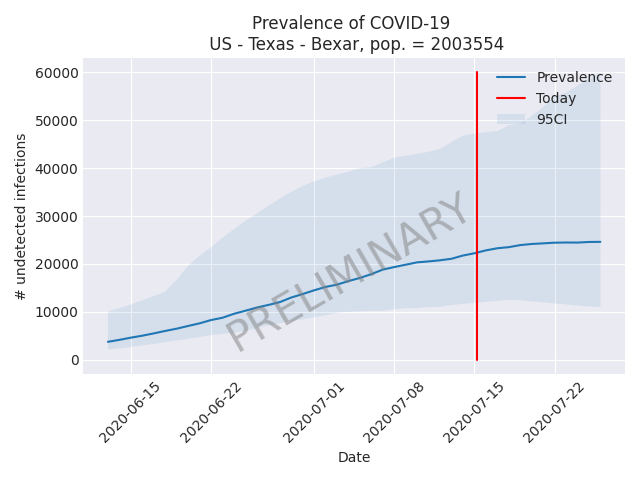 Prevalence of COVID-19
US - Texas - Bexar, pop. = 2003554
60000
50000
40000
30000
20000
10000
0
# undetected infections
Prevalence
Today
95CI
PRELIMINARY
2020-06-15
2020-06-22
2020-07-01
2020-07-08
2020-07-15
2020-07-22
Date